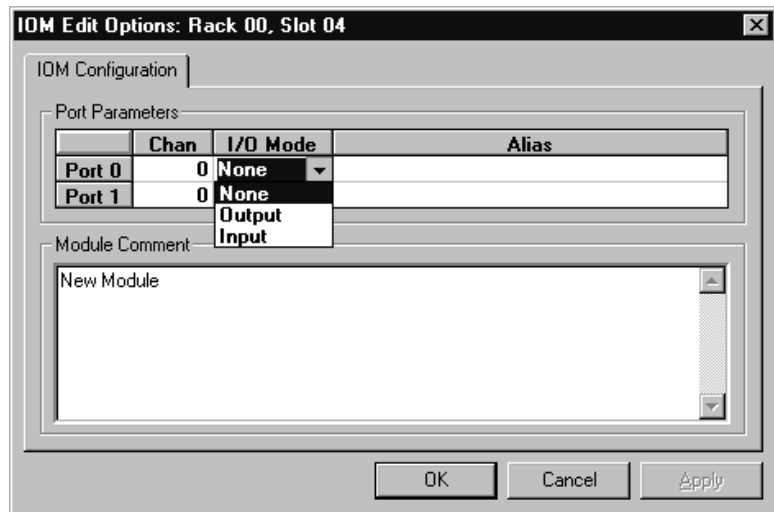 IOM Edit Options: Rack 00, Slot 04
IOM Configuration
Port Parameters
Chan I/O Mode Alias
Port 0 0 None
Port 1 0 None
Output
Input
Module Comment
New Module
OK Cancel Apply